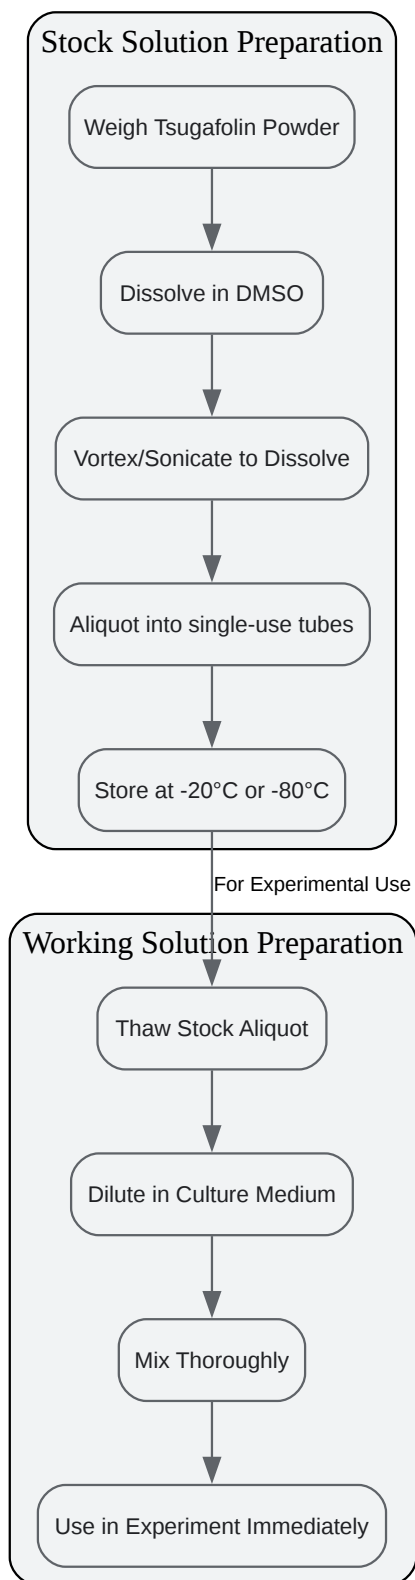 Stock Solution Preparation
Weigh Tsugafolin Powder
Dissolve in DMSO
Vortex/Sonicate to Dissolve
Aliquot into single-use tubes
Store at -20°C or -80°C
For Experimental Use
Working Solution Preparation
Thaw Stock Aliquot
Dilute in Culture Medium
Mix Thoroughly
Use in Experiment Immediately